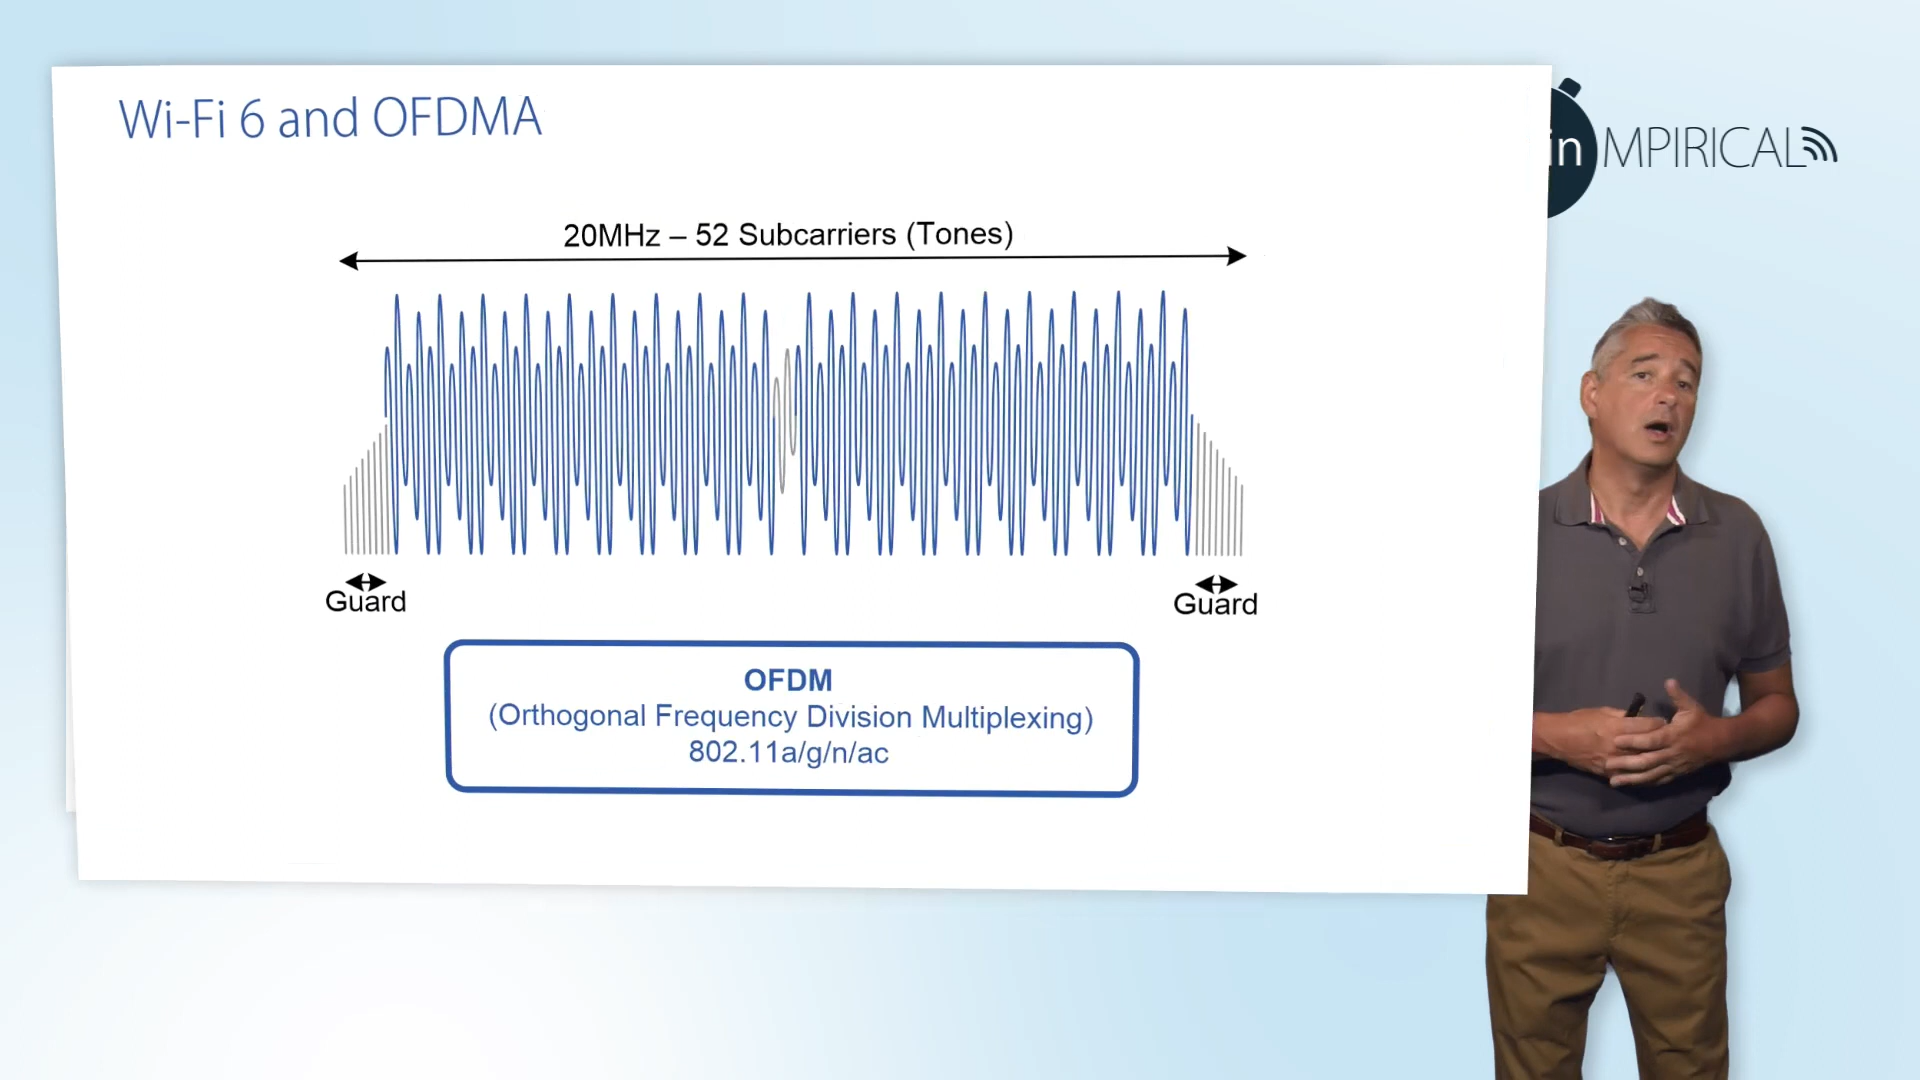 Wi-Fi 6 and OFDMA
in MPIRICAL
20MHz – 52 Subcarriers (Tones)
Guard
Guard
OFDM
(Orthogonal Frequency Division Multiplexing)
802.11a/g/n/ac